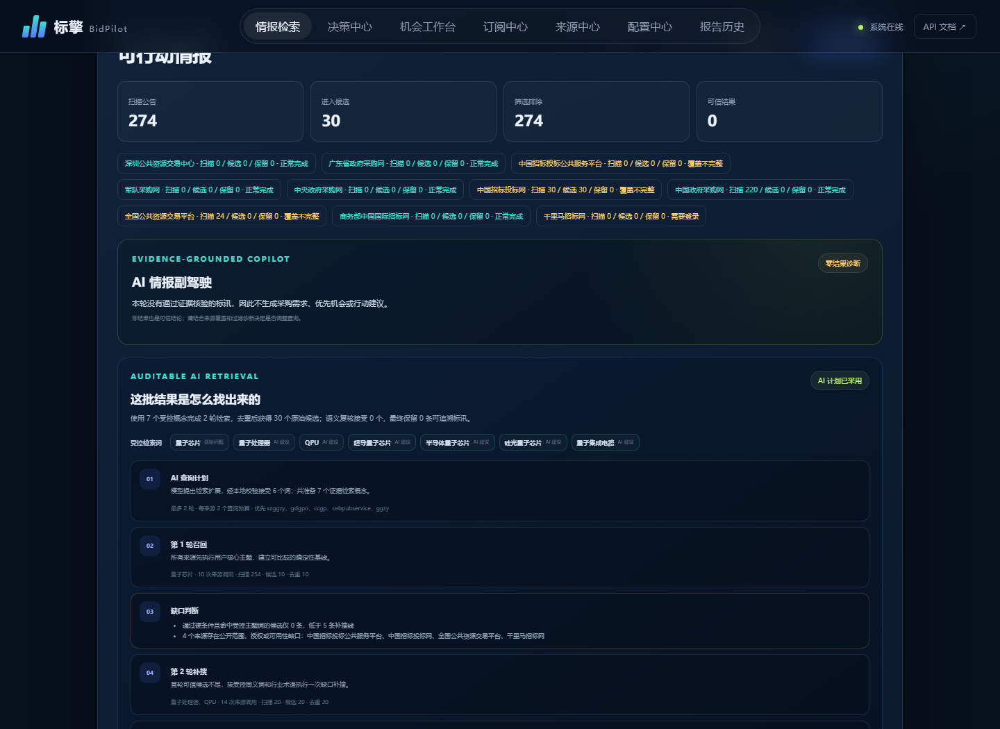 标擎 BidPilot
情报检索 决策中心 机会工作台 订阅中心 来源中心 配置中心 报告历史
系统在线
API 文档 ↗
可行动情报
扫描公告
274
进入候选
30
筛选排除
274
可信结果
0
深圳公共资源交易中心 · 扫描 0 / 候选 0 / 保留 0 · 正常完成
广东省政府采购网 · 扫描 0 / 候选 0 / 保留 0 · 正常完成
中国招标投标公共服务平台 · 扫描 0 / 候选 0 / 保留 0 · 覆盖不完整
军队采购网 · 扫描 0 / 候选 0 / 保留 0 · 正常完成
中央政府采购网 · 扫描 0 / 候选 0 / 保留 0 · 正常完成
中国招标投标网 · 扫描 30 / 候选 30 / 保留 0 · 覆盖不完整
中国政府采购网 · 扫描 220 / 候选 0 / 保留 0 · 正常完成
全国公共资源交易平台 · 扫描 24 / 候选 0 / 保留 0 · 覆盖不完整
商务部中国国际招标网 · 扫描 0 / 候选 0 / 保留 0 · 正常完成
千里马招标网 · 扫描 0 / 候选 0 / 保留 0 · 需要登录
EVIDENCE-GROUNDED COPILOT
零结果诊断
AI 情报副驾驶
本轮没有通过证据核验的标讯，因此不生成采购需求、优先机会或行动建议。
零结果也是可信结论；请结合来源覆盖和过滤诊断决定是否调整查询。
AUDITABLE AI RETRIEVAL
AI 计划已采用
这批结果是怎么找出来的
使用 7 个受控概念完成 2 轮检索，去重后获得 30 个原始候选；语义复核接受 0 个，最终保留 0 条可追溯标讯。
受控检索词 量子芯片 原始问题 量子处理器 AI 建议 QPU AI 建议 超导量子芯片 AI 建议 半导体量子芯片 AI 建议 硅光量子芯片 AI 建议 量子集成电路 AI 建议
01
AI 查询计划
模型提出检索扩展，经本地校验接受 6 个词；共准备 7 个证据检索概念。
最多 2 轮 · 每来源 2 个查询预算 · 优先 szggzy、gdgpo、ccgp、cebpubservice、ggzy
02
第 1 轮召回
所有来源先执行用户核心主题，建立可比较的确定性基线。
量子芯片 · 10 次来源调用 · 扫描 254 · 候选 10 · 去重 10
03
缺口判断
• 通过硬条件且命中受控主题词的候选仅 0 条，低于 5 条补搜线
• 4 个来源存在公开范围、授权或可用性缺口：中国招标投标公共服务平台、中国招标投标网、全国公共资源交易平台、千里马招标网
04
第 2 轮补搜
首轮可信候选不足，按受控同义词和行业术语执行一次缺口补搜。
量子处理器、QPU · 14 次来源调用 · 扫描 20 · 候选 20 · 去重 20